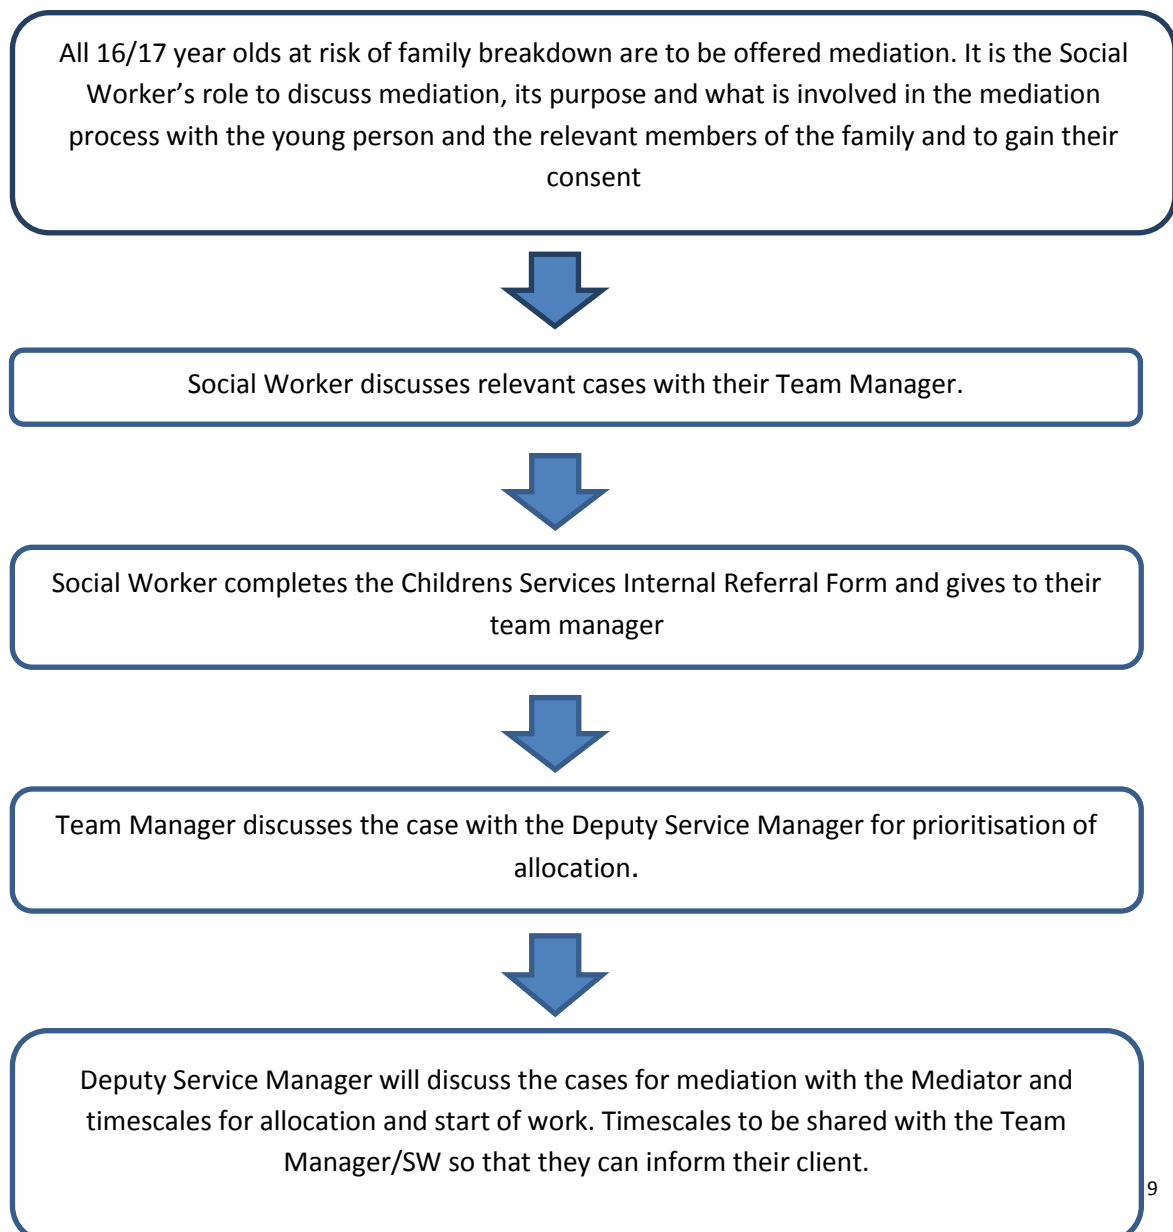 All 16/17 year olds at risk of family breakdown are to be offered mediation. It is the Social
Worker’s role to discuss mediation, its purpose and what is involved in the mediation
process with the young person and the relevant members of the family and to gain their
consent
Social Worker discusses relevant cases with their Team Manager.
Social Worker completes the Childrens Services Internal Referral Form and gives to their
team manager
Team Manager discusses the case with the Deputy Service Manager for prioritisation of
allocation.
Deputy Service Manager will discuss the cases for mediation with the Mediator and
timescales for allocation and start of work. Timescales to be shared with the Team
Manager/SW so that they can inform their client.
9